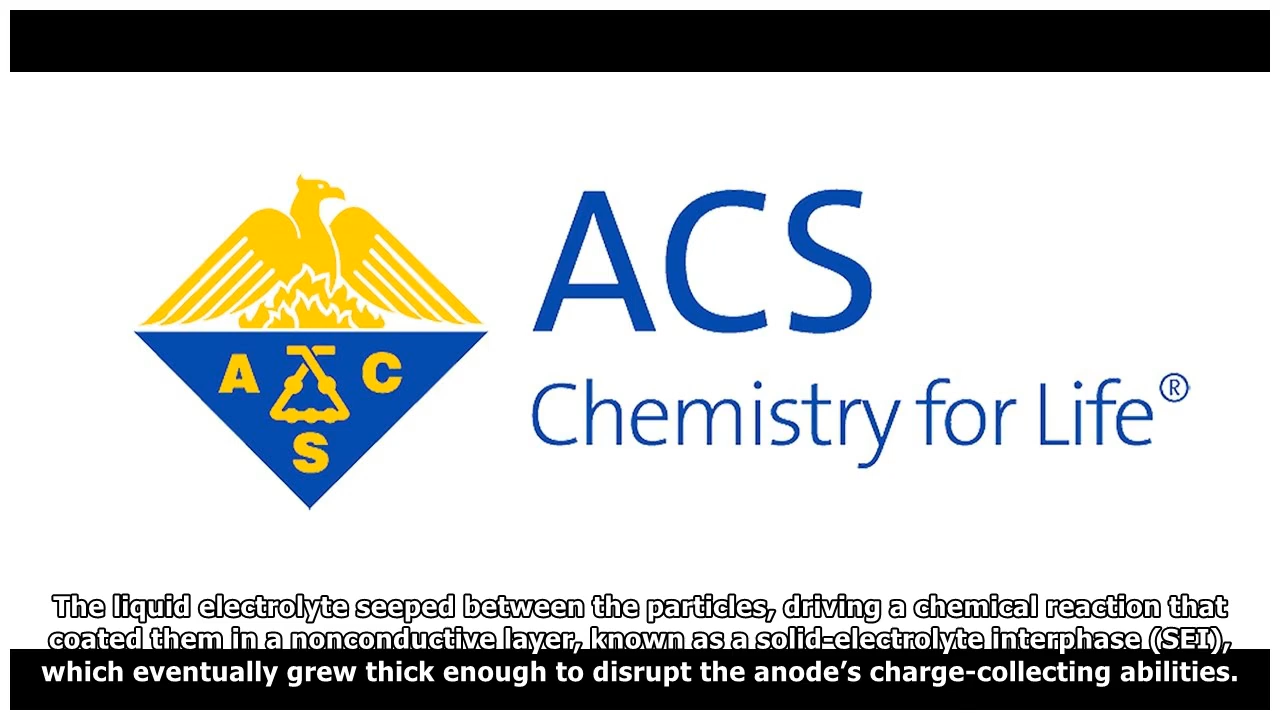 ACS
Chemistry for Life®
A C
S
The liquid electrolyte seeped between the particles, driving a chemical reaction that
coated them in a nonconductive layer, known as a solid-electrolyte interphase (SEI),
which eventually grew thick enough to disrupt the anode’s charge-collecting abilities.